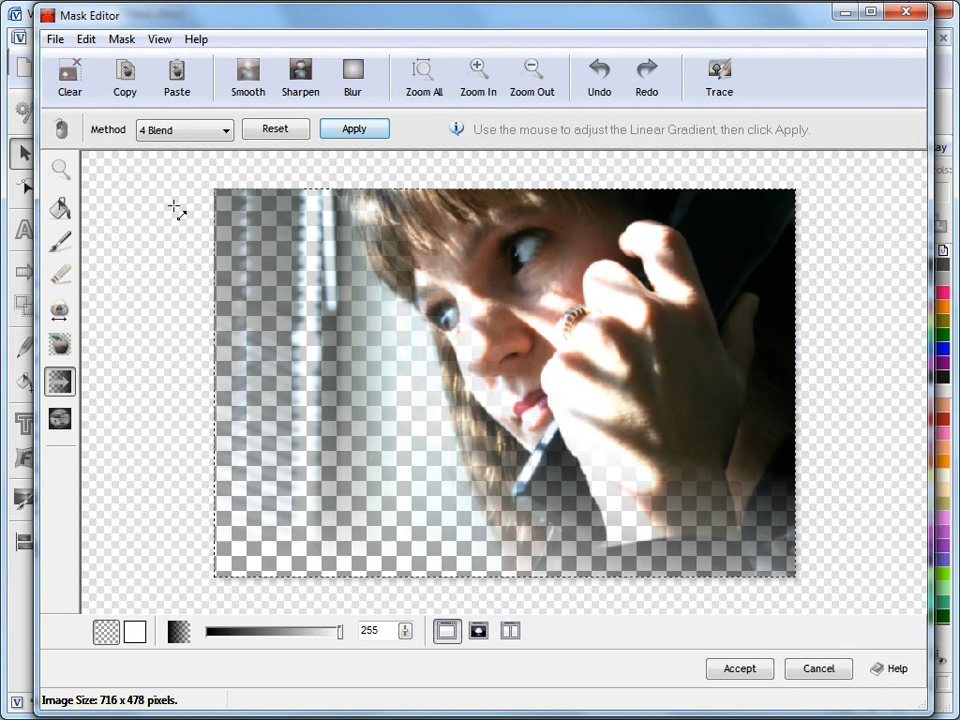 Mask Editor
File Edit Mask View Help
Clear Copy Paste Smooth Sharpen Blur Zoom All Zoom In Zoom Out Undo Redo Trace
Method 4 Blend Reset Apply Use the mouse to adjust the Linear Gradient, then click Apply.
255
Accept Cancel Help
Image Size: 716 x 478 pixels.